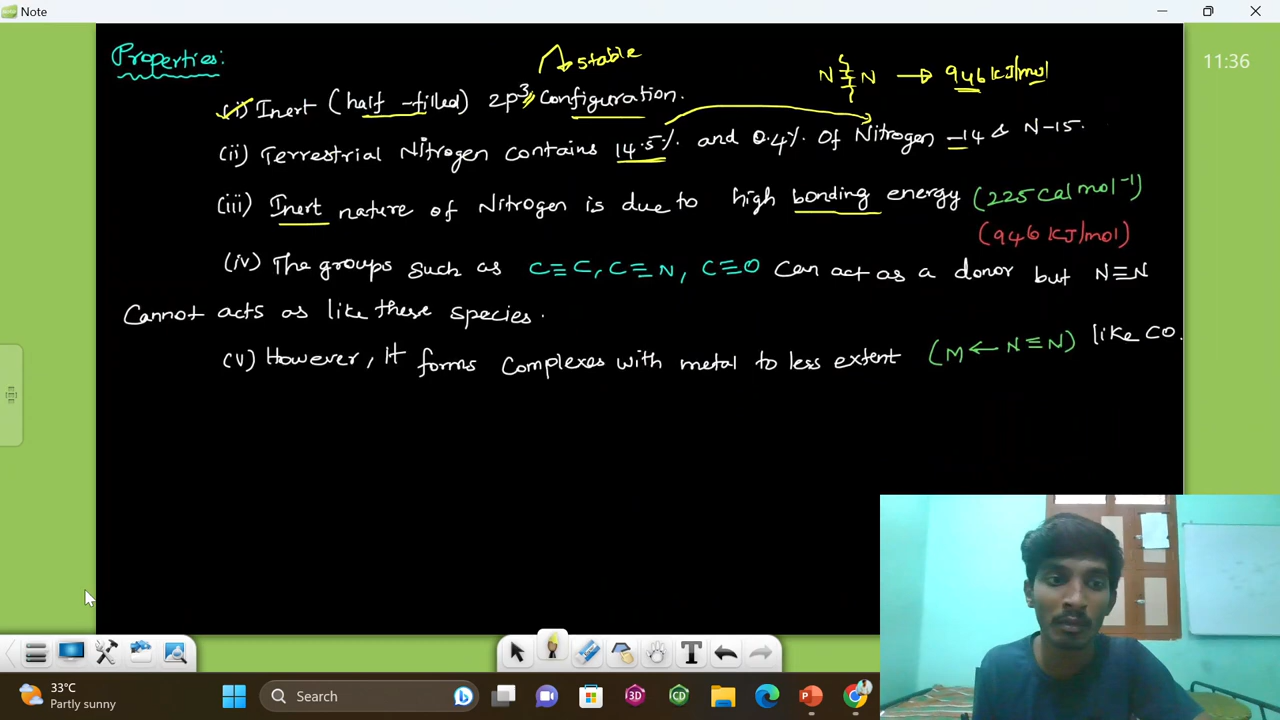 Note
Properties:
stable
N≡N → 946 kJ/mol
11:36
(i) Inert (half-filled) 2p³ Configuration.
(ii) Terrestrial Nitrogen contains 14.5%. and 0.4%. Of Nitrogen -14 & N-15.
(iii) Inert nature of Nitrogen is due to high bonding energy (225 Cal mol⁻¹)
(946 KJ/mol)
(iv) The groups such as C≡C, C≡N, C≡O Can act as a donor but N≡N
Cannot acts as like these species.
(v) However, it forms Complexes with metal to less extent (M ← N≡N) like CO.
T
33°C
Partly sunny
Search
3D
CD